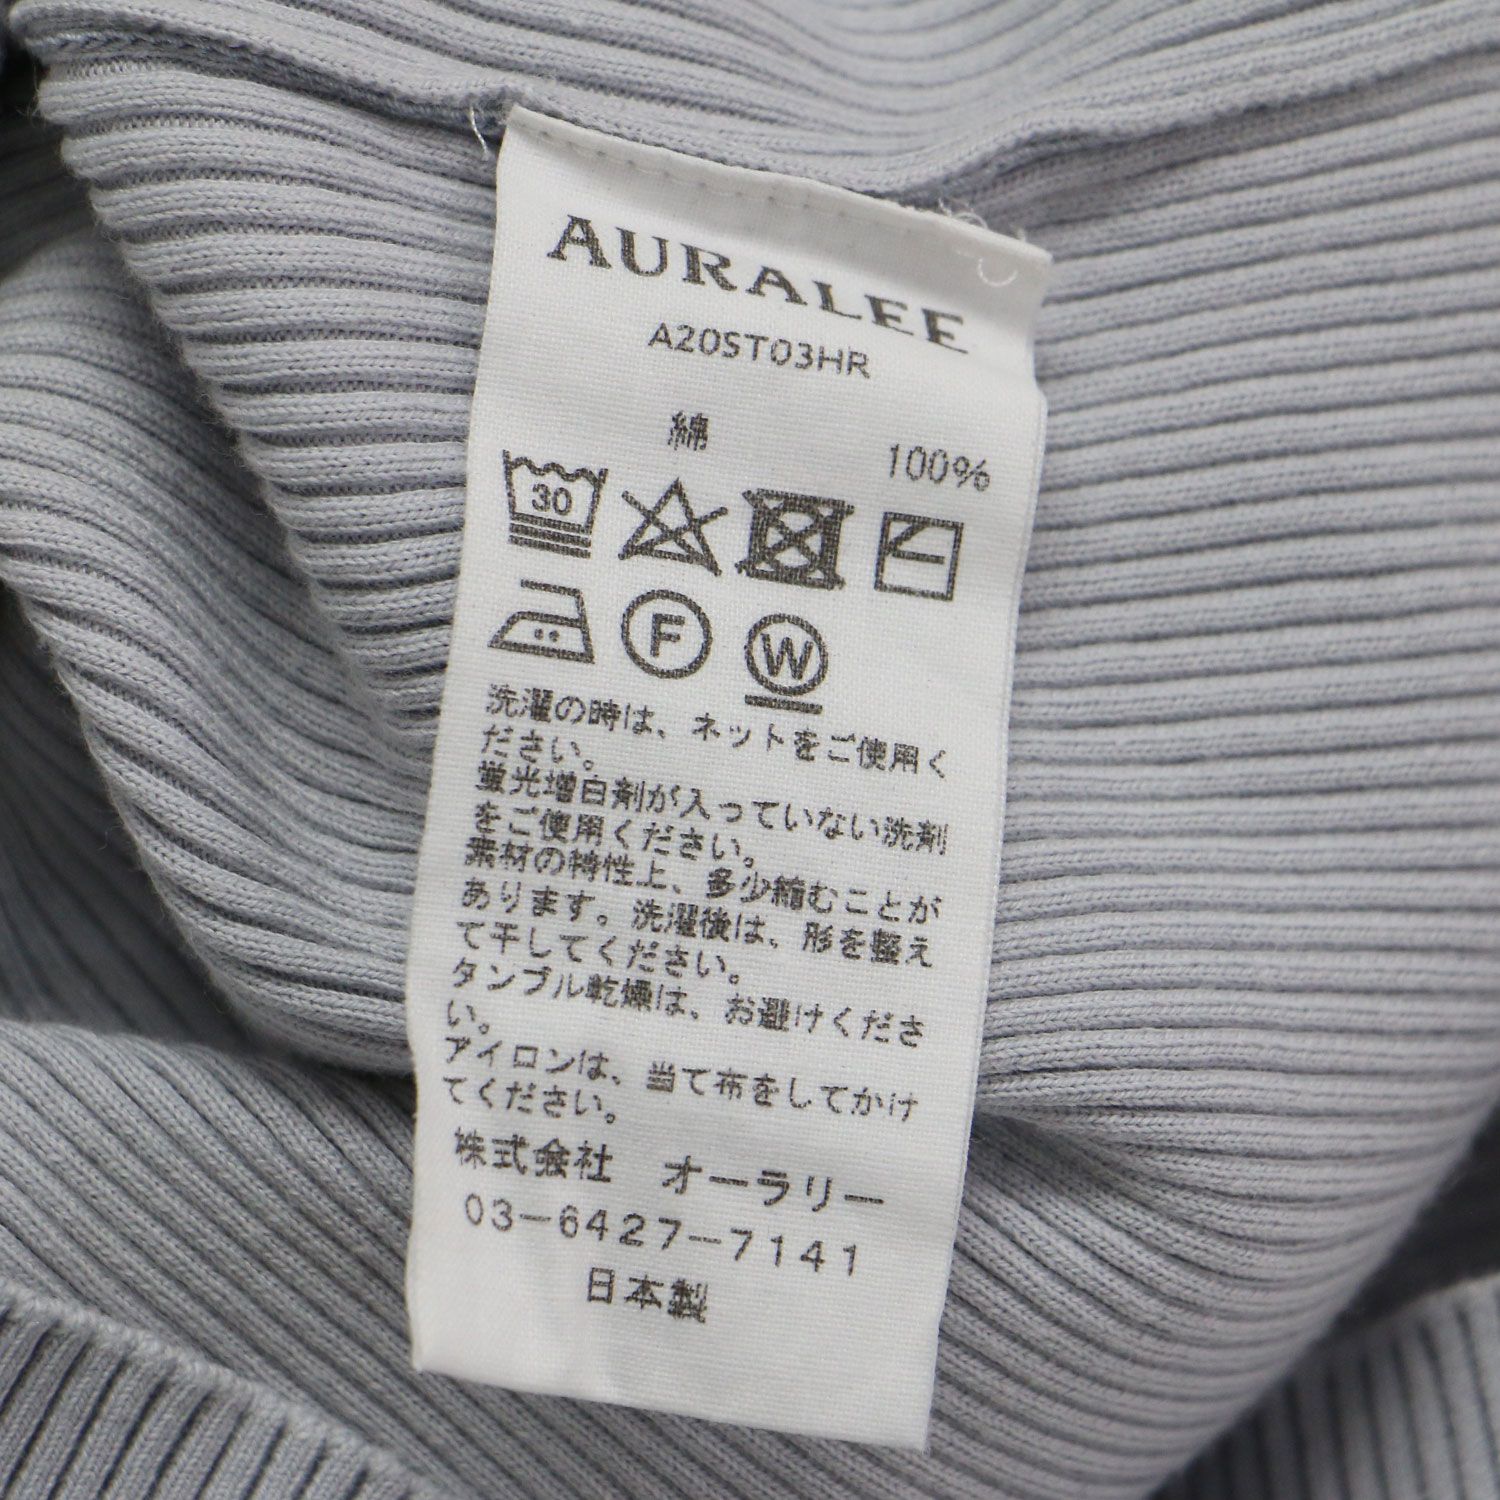 AURALEE
A20ST03HR
綿 100%
30
F W
洗濯の時は、ネットをご使用く
ださい。
蛍光増白剤が入っていない洗剤
をご使用ください。
素材の特性上、多少縮むことが
あります。洗濯後は、形を整え
て干してください。
タンブル乾燥は、お避けくださ
い。
アイロンは、当て布をしてかけ
てください。
株式会社 オーラリー
03-6427-7141
日本製